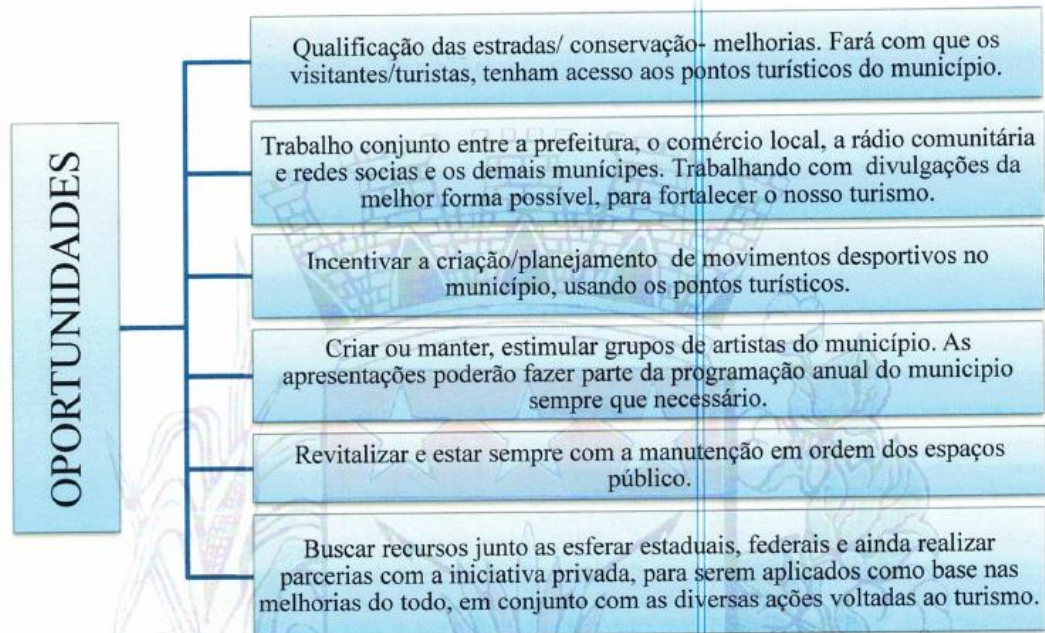 OPORTUNIDADES
Qualificação das estradas/ conservação- melhorias. Fará com que os
visitantes/turistas, tenham acesso aos pontos turísticos do município.
Trabalho conjunto entre a prefeitura, o comércio local, a rádio comunitária
e redes socias e os demais munícipes. Trabalhando com divulgações da
melhor forma possível, para fortalecer o nosso turismo.
Incentivar a criação/planejamento de movimentos desportivos no
município, usando os pontos turísticos.
Criar ou manter, estimular grupos de artistas do município. As
apresentações poderão fazer parte da programação anual do municipio
sempre que necessário.
Revitalizar e estar sempre com a manutenção em ordem dos espaços
público.
Buscar recursos junto as esferar estaduais, federais e ainda realizar
parcerias com a iniciativa privada, para serem aplicados como base nas
melhorias do todo, em conjunto com as diversas ações voltadas ao turismo.